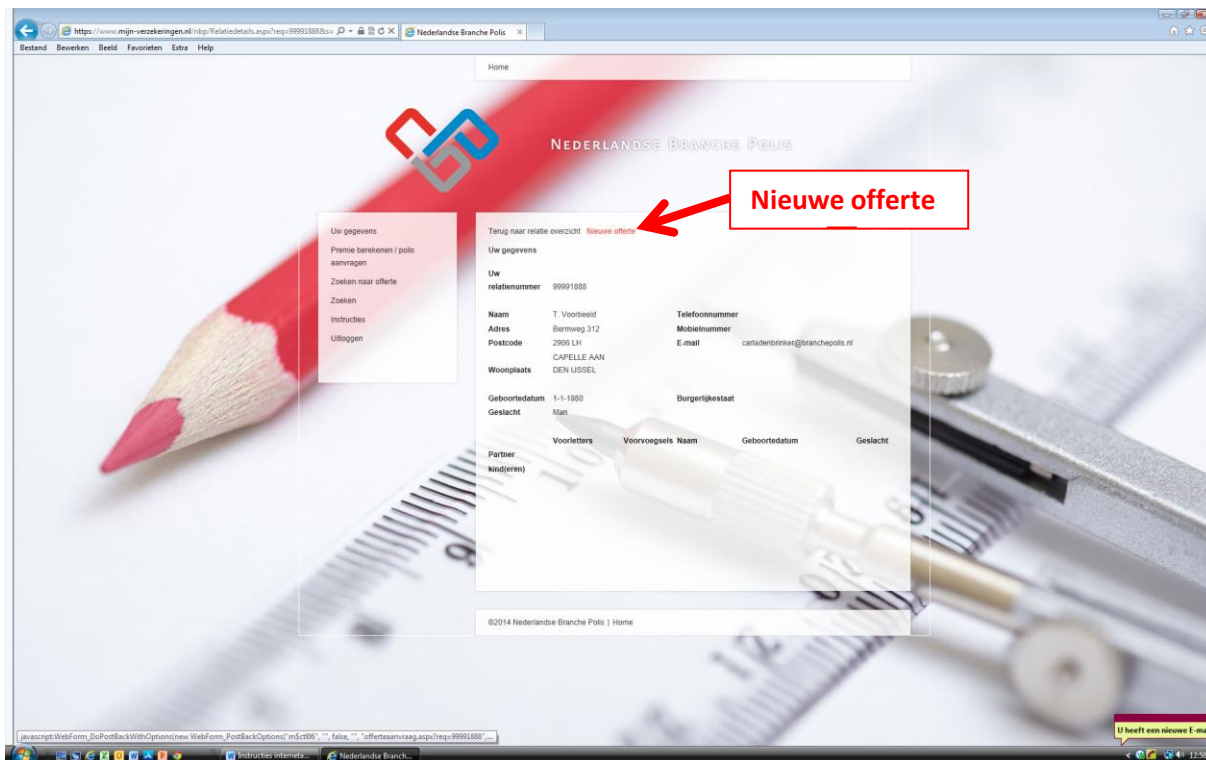 https://www.mijn-verzekeringen.nl/nbp/Relatiedetails.aspx?req=99991888&s=
Nederlandse Branche Polis
Bestand Bewerken Beeld Favorieten Extra Help
Home
NEDERLANDSE BRANCHE POLIS
Nieuwe offerte
Uw gegevens
Premie berekenen / polis
aanvragen
Zoeken naar offerte
Zoeken
Instructies
Uitloggen
Terug naar relatie overzicht Nieuwe offerte
Uw gegevens
Uw
relatienummer 99991888
Naam T. Voorbeeld Telefoonnummer
Adres Bermweg 312 Mobielnummer
Postcode 2906 LH E-mail carladenbrinker@branchepolis.nl
CAPELLE AAN
Woonplaats DEN IJSSEL
Geboortedatum 1-1-1980 Burgerlijkestaat
Geslacht Man
Voorletters Voorvoegsels Naam Geboortedatum Geslacht
Partner
kind(eren)
©2014 Nederlandse Branche Polis | Home
javascript:WebForm_DoPostBackWithOptions(new WebForm_PostBackOptions("m$ctl06", "", false, "", "offerteaanvraag.aspx?req=99991888",...
U heeft een nieuwe E-ma
Instructies interneta...
Nederlandse Branch...
12:58